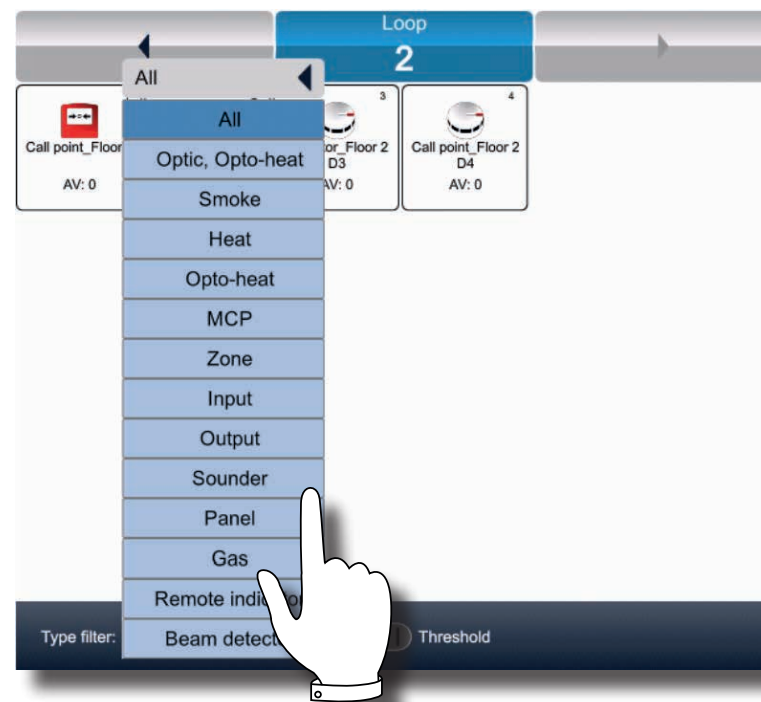 Loop
2
All
3
4
Call point_Floor
AV: 0
or_Floor 2
D3
AV: 0
Call point_Floor 2
D4
AV: 0
All
Optic, Opto-heat
Smoke
Heat
Opto-heat
MCP
Zone
Input
Output
Sounder
Panel
Gas
Remote indi
Beam detect
Type filter:
Threshold